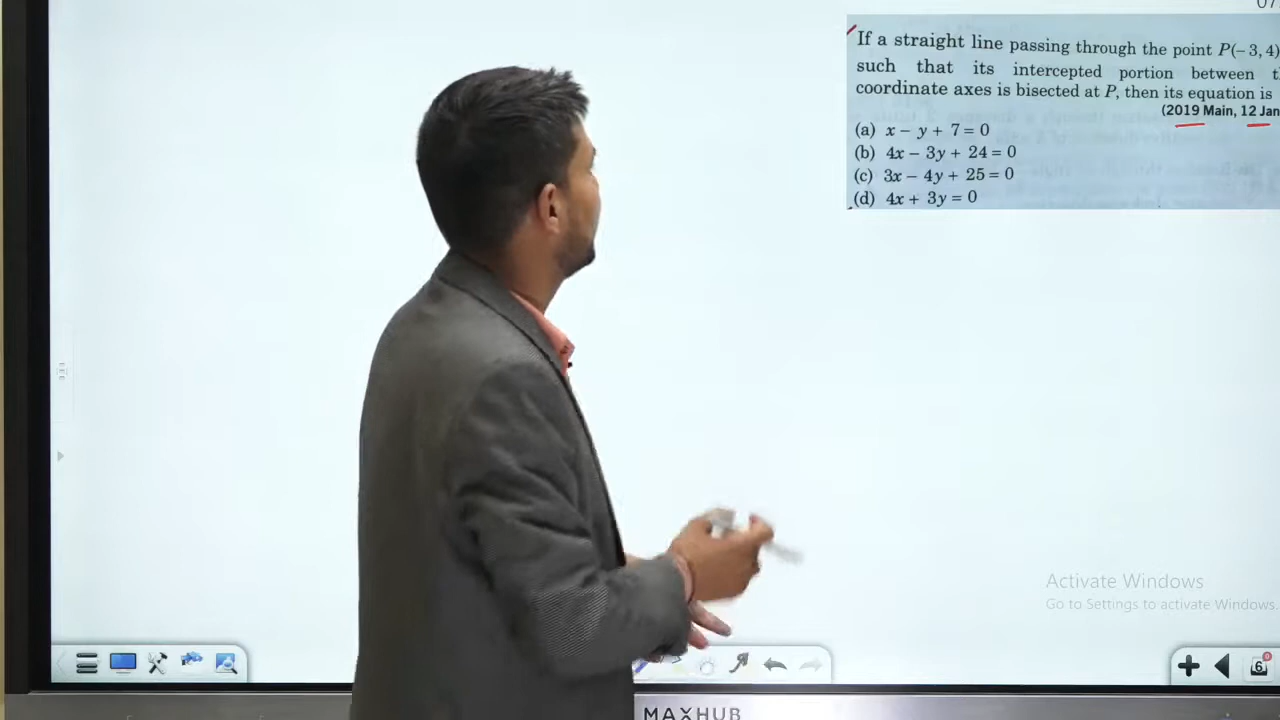 07
If a straight line passing through the point P(– 3, 4)
such that its intercepted portion between
coordinate axes is bisected at P, then its equation is
(2019 Main, 12 Jan
(a) x – y + 7 = 0
(b) 4x – 3y + 24 = 0
(c) 3x – 4y + 25 = 0
(d) 4x + 3y = 0
Activate Windows
Go to Settings to activate Windows.
6
MAXHUB